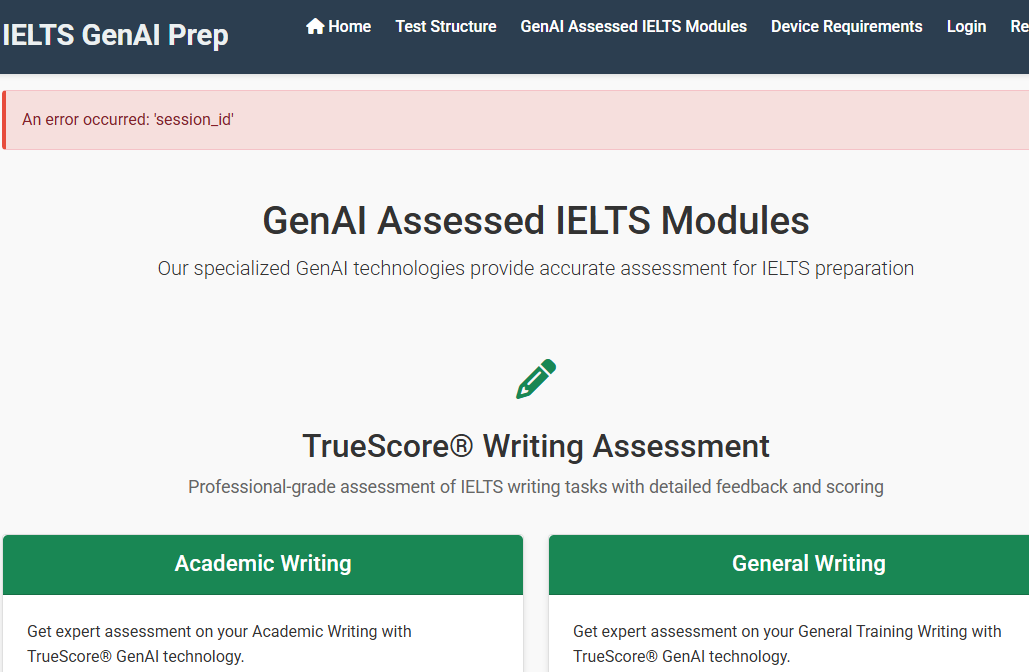 IELTS GenAI Prep
Home Test Structure GenAI Assessed IELTS Modules Device Requirements Login Re
An error occurred: 'session_id'
GenAI Assessed IELTS Modules
Our specialized GenAI technologies provide accurate assessment for IELTS preparation
TrueScore® Writing Assessment
Professional-grade assessment of IELTS writing tasks with detailed feedback and scoring
Academic Writing
Get expert assessment on your Academic Writing with
TrueScore® GenAI technology.
General Writing
Get expert assessment on your General Training Writing with
TrueScore® GenAI technology.